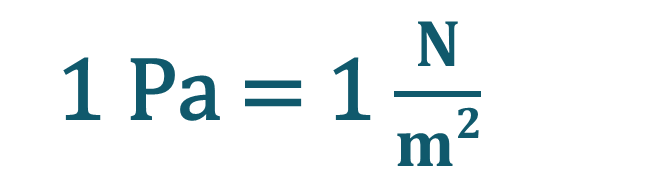 1 Pa = 1 N/m²